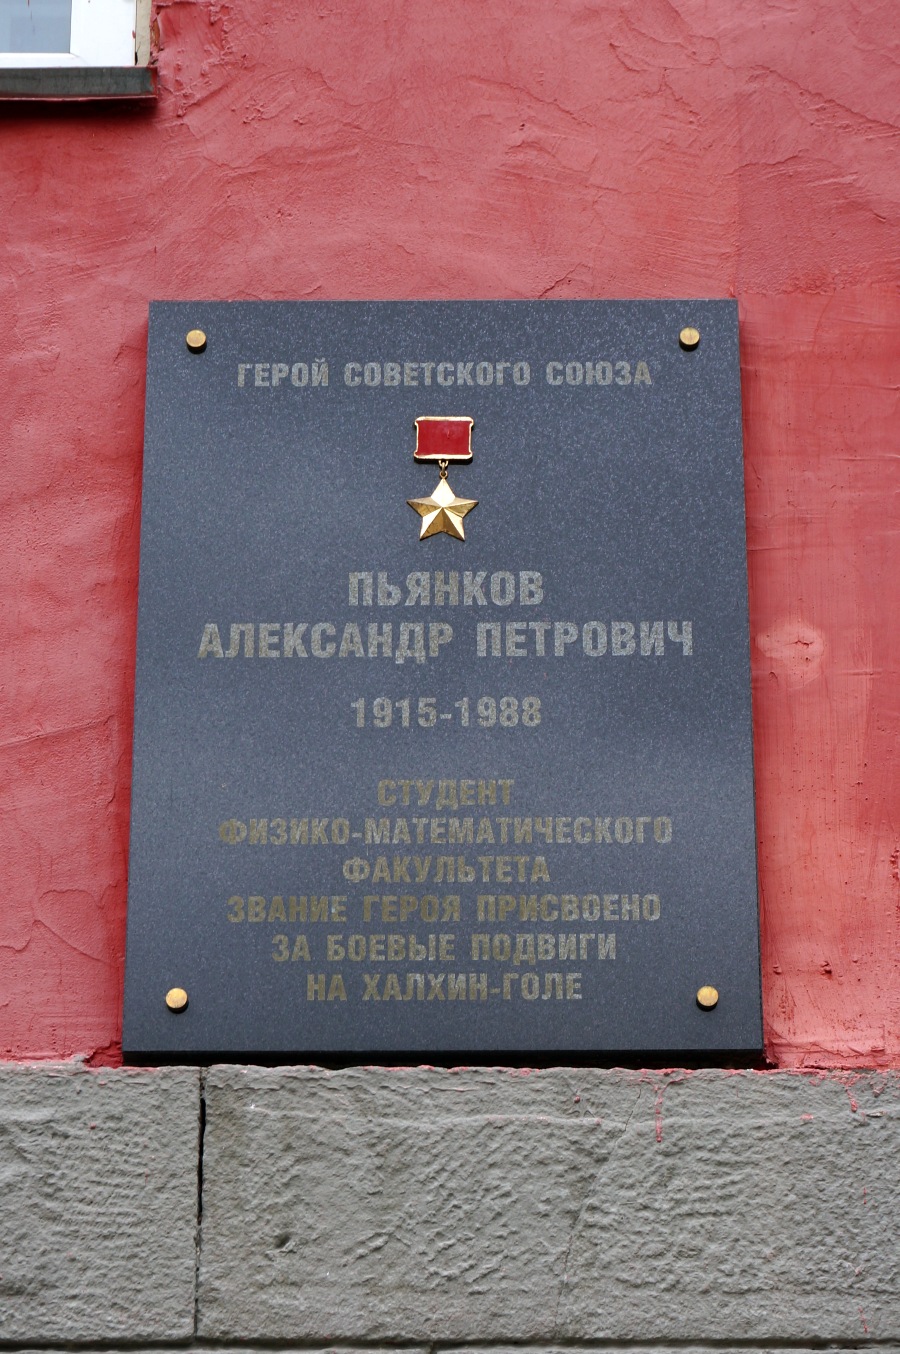 ГЕРОЙ СОВЕТСКОГО СОЮЗА
ПЬЯНКОВ
АЛЕКСАНДР ПЕТРОВИЧ
1915-1988
СТУДЕНТ
ФИЗИКО-МАТЕМАТИЧЕСКОГО
ФАКУЛЬТЕТА
ЗВАНИЕ ГЕРОЯ ПРИСВОЕНО
ЗА БОЕВЫЕ ПОДВИГИ
НА ХАЛХИН-ГОЛЕ